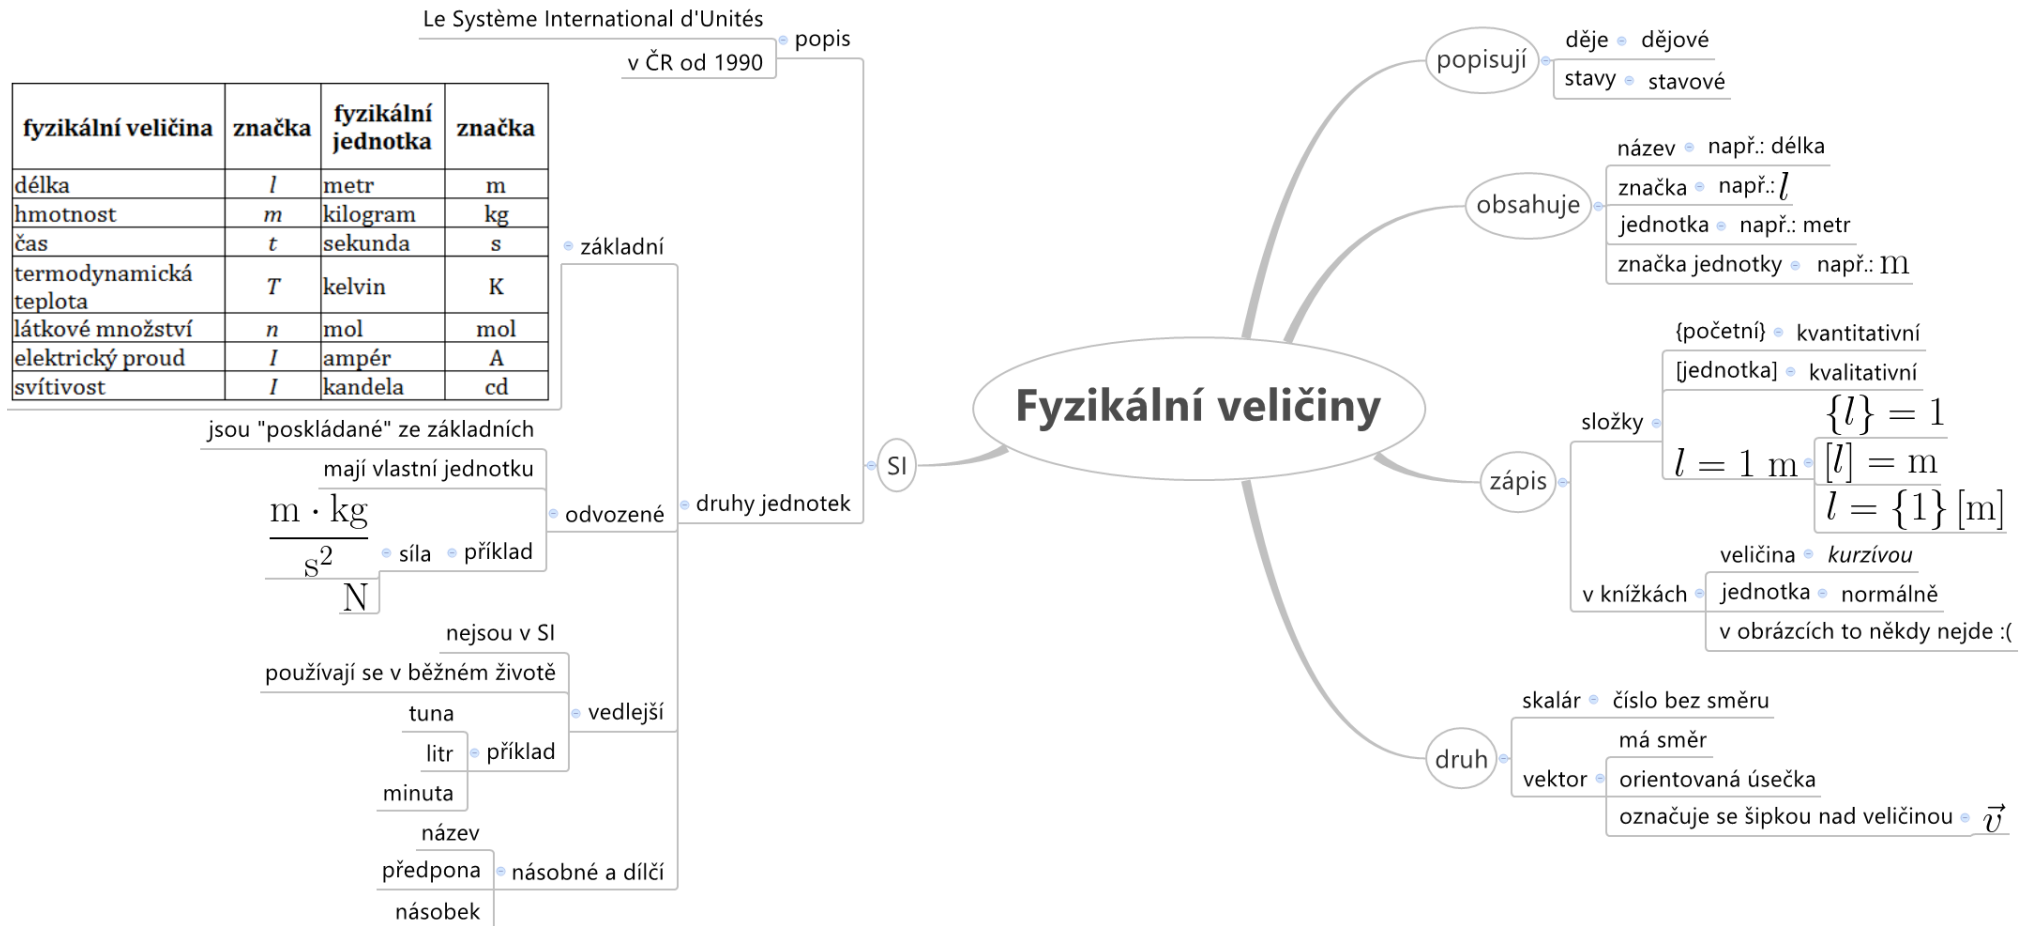 Le Système International d'Unités
v ČR od 1990
popis
fyzikální veličina značka fyzikální jednotka značka
délka l metr m
hmotnost m kilogram kg
čas t sekunda s
termodynamická teplota T kelvin K
látkové množství n mol mol
elektrický proud I ampér A
svítivost I kandela cd
základní
jsou "poskládané" ze základních
mají vlastní jednotku
m · kg
s²
N
síla
příklad
odvozené
druhy jednotek
SI
nejsou v SI
používají se v běžném životě
tuna
litr
minuta
příklad
vedlejší
název
předpona
násobek
násobné a dílčí
Fyzikální veličiny
popisují
děje dějové
stavy stavové
obsahuje
název např.: délka
značka např.: l
jednotka např.: metr
značka jednotky např.: m
zápis
složky
{početní} kvantitativní
[jednotka] kvalitativní
l = 1 m
{l} = 1
[l] = m
l = {1} [m]
v knížkách
veličina kurzívou
jednotka normálně
v obrázcích to někdy nejde :(
druh
skalár číslo bez směru
vektor
má směr
orientovaná úsečka
označuje se šipkou nad veličinou v⃗